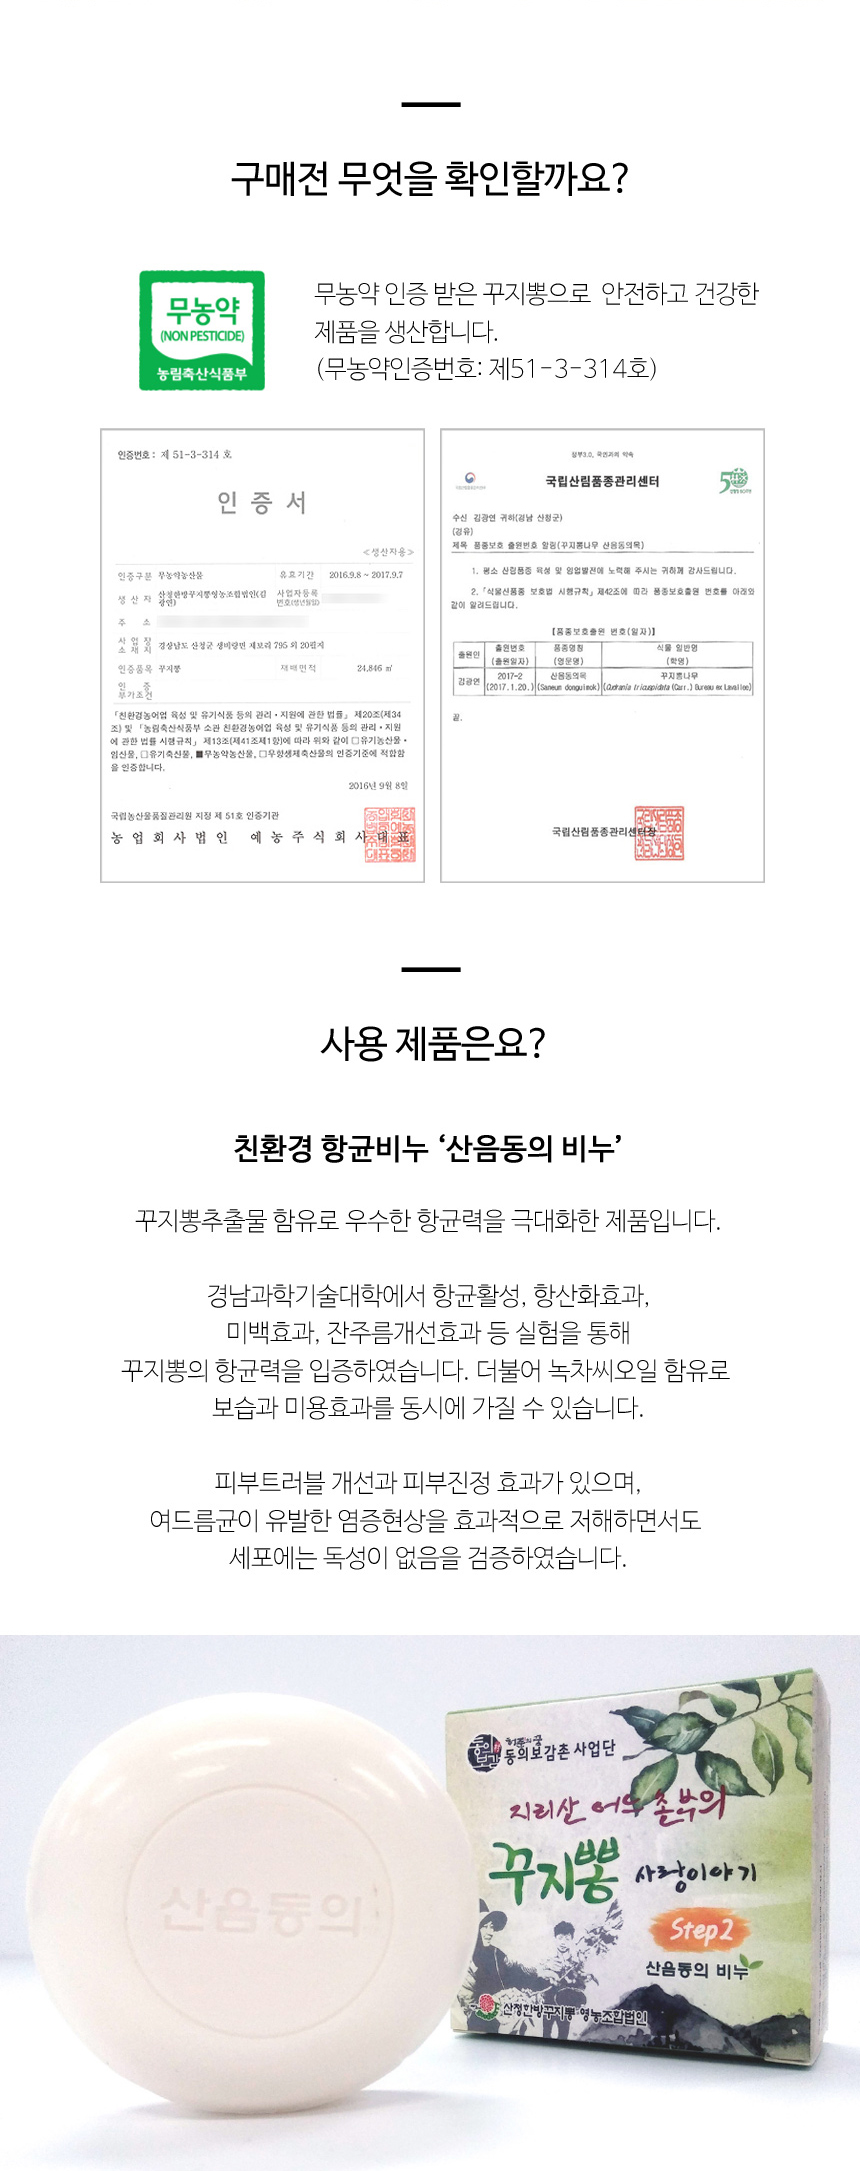 구매전 무엇을 확인할까요?
무농약
(NON PESTICIDE)
농림축산식품부
무농약 인증 받은 꾸지뽕으로 안전하고 건강한
제품을 생산합니다.
(무농약인증번호: 제51-3-314호)
인증번호 : 제 51-3-314 호
인 증 서
<생산자용>
인증구분 무농약농산물 유효기간 2016.9.8 ~ 2017.9.7
생 산 자 산청한방꾸지뽕영농조합법인(김광연) 사업자등록번호(생년월일)
주 소
사 업 장 소 재 지 경상남도 산청군 생비량면 제보리 795 외 20필지
인증품목 꾸지뽕 재배면적 24,846 ㎡
인 증 부가조건
「친환경농어업 육성 및 유기식품 등의 관리·지원에 관한 법률」 제20조(제34
조) 및 「농림축산식품부 소관 친환경농어업 육성 및 유기식품 등의 관리·지원
에 관한 법률 시행규칙」 제13조(제41조제1항)에 따라 위와 같이 □유기농산물·
임산물, □유기축산물, ■무농약농산물, □무항생제축산물의 인증기준에 적합함
을 인증합니다.
2016년 9월 8일
국립농산물품질관리원 지정 제 51호 인증기관
농 업 회 사 법 인 예 농 주 식 회 사 대 표
정부3.0, 국민과의 약속
국립산림품종관리센터
수신 김광연 귀하(경남 산청군)
(경유)
제목 품종보호 출원번호 알림(꾸지뽕나무 산음동의목)
1. 평소 산림품종 육성 및 임업발전에 노력해 주시는 귀하께 감사드립니다.
2.「식물신품종 보호법 시행규칙」제42조에 따라 품종보호출원 번호를 아래와
같이 알려드립니다.
【품종보호출원 번호(일자)】
출원인 출원번호 (출원일자) 품종명칭 (영문명) 식물 일반명 (학명)
김광연 2017-2 (2017.1.20.) 산음동의목 (Saneum donguimok) 꾸지뽕나무 (Cudrania tricuspidata (Carr.) Bureau ex Lavallee)
끝.
국립산림품종관리센터장
사용 제품은요?
친환경 항균비누 ‘산음동의 비누’
꾸지뽕추출물 함유로 우수한 항균력을 극대화한 제품입니다.
경남과학기술대학에서 항균활성, 항산화효과,
미백효과, 잔주름개선효과 등 실험을 통해
꾸지뽕의 항균력을 입증하였습니다. 더불어 녹차씨오일 함유로
보습과 미용효과를 동시에 가질 수 있습니다.
피부트러블 개선과 피부진정 효과가 있으며,
여드름균이 유발한 염증현상을 효과적으로 저해하면서도
세포에는 독성이 없음을 검증하였습니다.
산음동의
동의보감촌 사업단
지리산 어느 촌부의
꾸지뽕 사랑이야기
Step2
산음동의 비누
산청한방꾸지뽕 영농조합법인